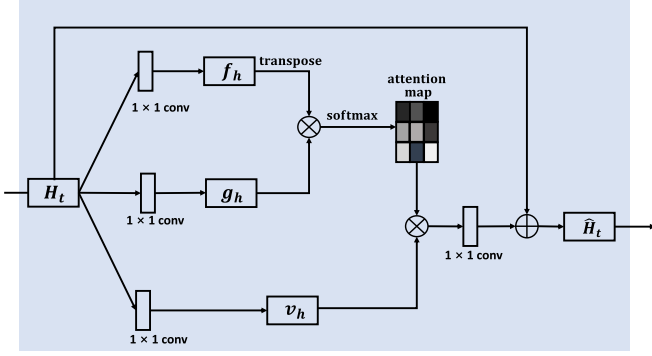 f_h
transpose
1 × 1 conv
attention
map
softmax
H_t
g_h
1 × 1 conv
Ĥ_t
1 × 1 conv
v_h
1 × 1 conv